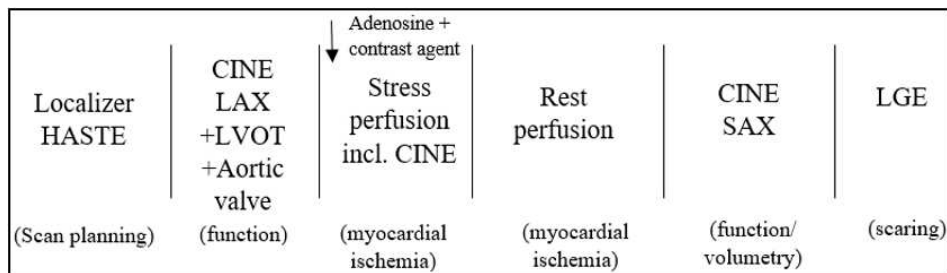 Localizer
HASTE
(Scan planning)
CINE
LAX
+LVOT
+Aortic
valve
(function)
Adenosine +
contrast agent
Stress
perfusion
incl. CINE
(myocardial
ischemia)
Rest
perfusion
(myocardial
ischemia)
CINE
SAX
(function/
volumetry)
LGE
(scaring)